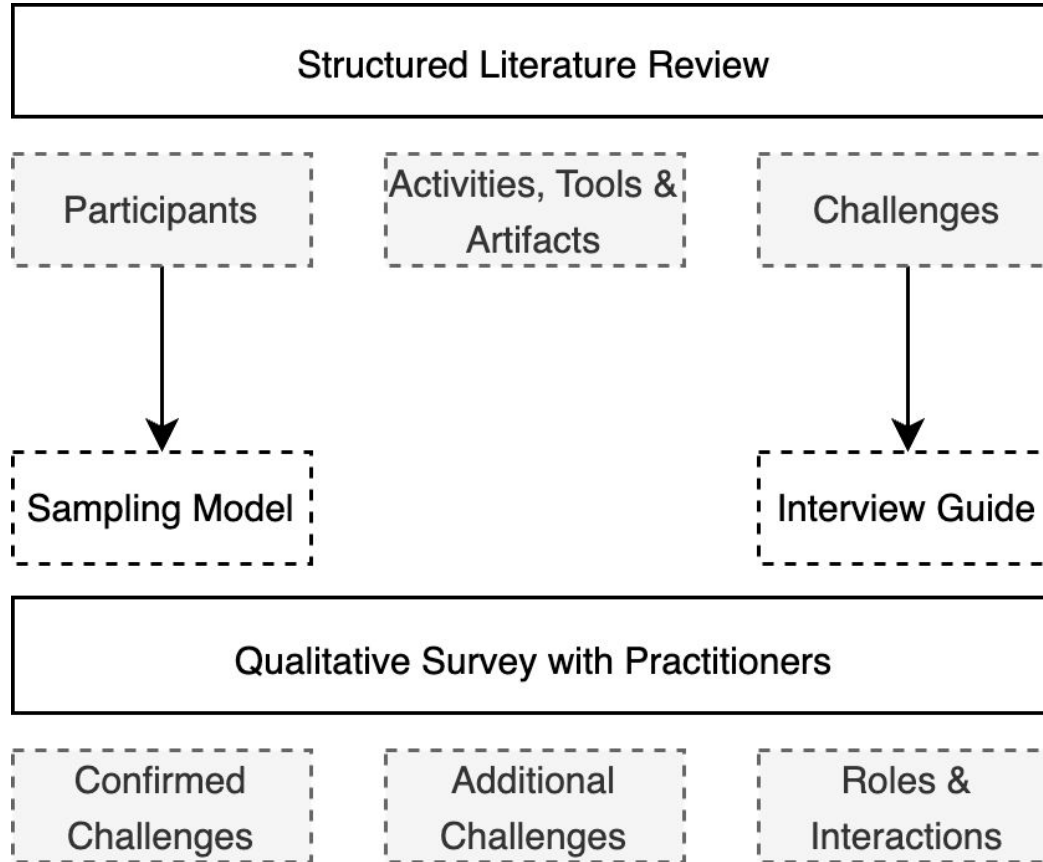 Structured Literature Review
Participants
Activities, Tools &
Artifacts
Challenges
Sampling Model
Interview Guide
Qualitative Survey with Practitioners
Confirmed
Challenges
Additional
Challenges
Roles &
Interactions